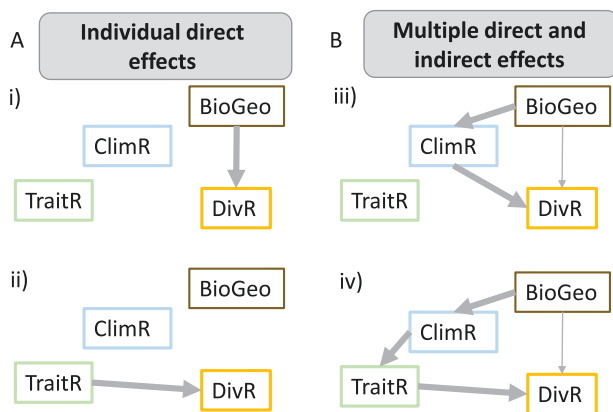 A
Individual direct
effects
B
Multiple direct and
indirect effects
i)
BioGeo
ClimR
TraitR
DivR
iii)
BioGeo
ClimR
TraitR
DivR
ii)
BioGeo
ClimR
TraitR
DivR
iv)
BioGeo
ClimR
TraitR
DivR